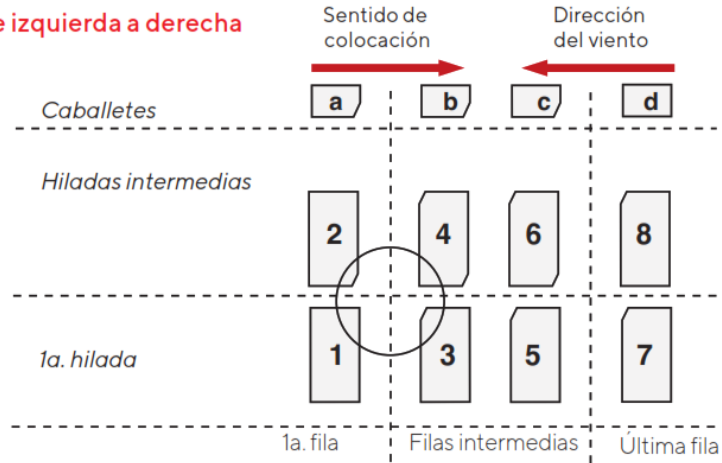 e izquierda a derecha
Sentido de
colocación
Dirección
del viento
Caballetes
a
b
c
d
Hiladas intermedias
2
4
6
8
1a. hilada
1
3
5
7
1a. fila
Filas intermedias
Última fila